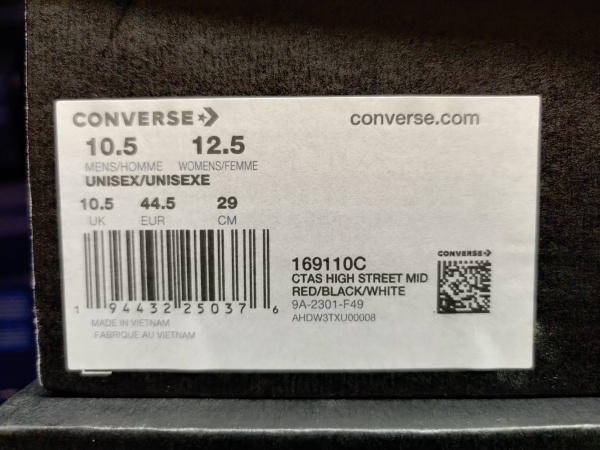 CONVERSE
converse.com
10.5 12.5
MENS/HOMME WOMENS/FEMME
UNISEX/UNISEXE
10.5 44.5 29
UK EUR CM
1 94432 25037 6
MADE IN VIETNAM
FABRIQUE AU VIETNAM
169110C
CTAS HIGH STREET MID
RED/BLACK/WHITE
9A-2301-F49
AHDW3TXU00008
CONVERSE